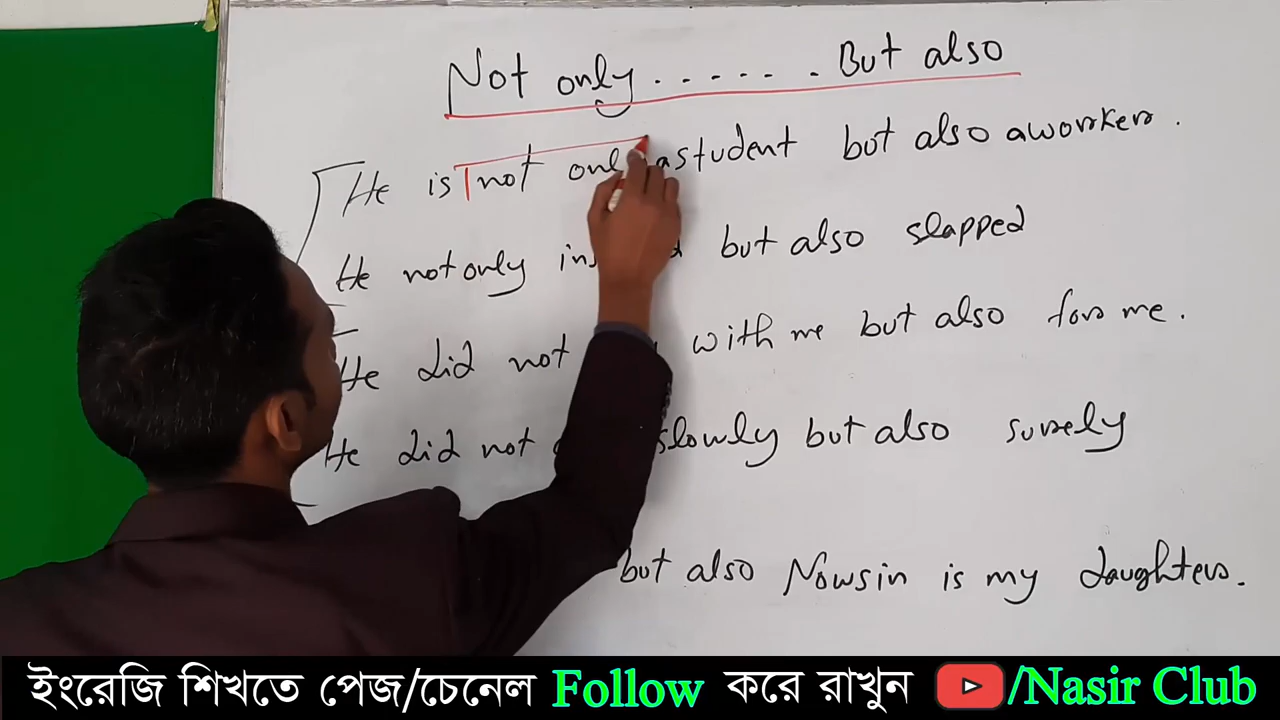 Not only . . . . . . But also
He is not only a student but also a worker.
He not only but also slapped
He did not with me but also for me.
He did not slowly but also surely
but also Nowsin is my daughter.
ইংরেজি শিখতে পেজ/চেনেল Follow করে রাখুন /Nasir Club